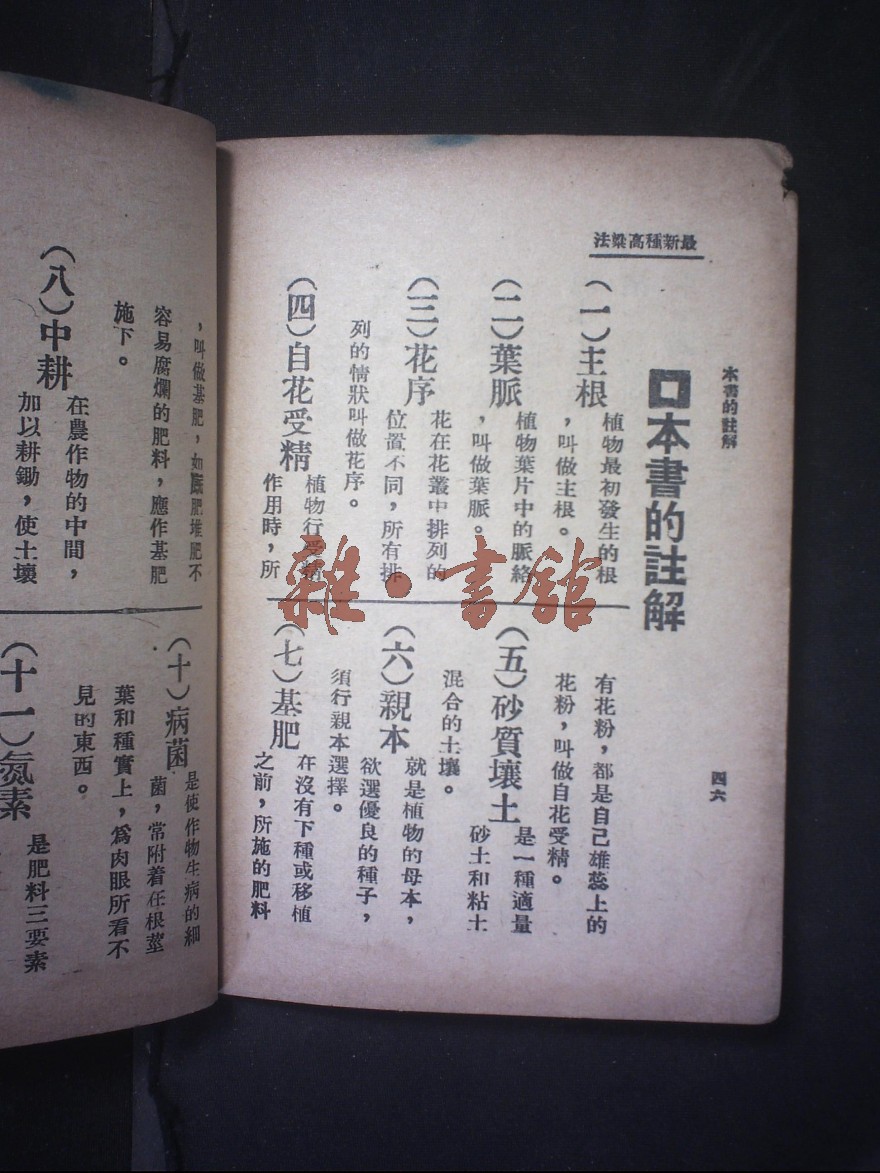 最新種高粱法
本書的註解
四六
本書的註解
(一)主根
植物最初發生的根
，叫做主根。
(二)葉脈
植物葉片中的脈絡
，叫做葉脈。
(三)花序
花在花叢中排列的
位置不同，所有排
列的情狀叫做花序。
(四)自花受精
植物行受精
作用時，所
有花粉，都是自己雄蕊上的
花粉，叫做自花受精。
(五)砂質壤土
是一種適量
砂土和粘土
混合的土壤。
(六)親本
就是植物的母本，
欲選優良的種子，
須行親本選擇。
(七)基肥
在沒有下種或移植
之前，所施的肥料
，叫做基肥，如廐肥堆肥不
容易腐爛的肥料，應作基肥
施下。
(八)中耕
在農作物的中間，
加以耕鋤，使土壤
(十)病菌
是使作物生病的細
菌，常附着在根莖
葉和種實上，爲肉眼所看不
見的東西。
(十一)氮素
是肥料三要素
雜·書館